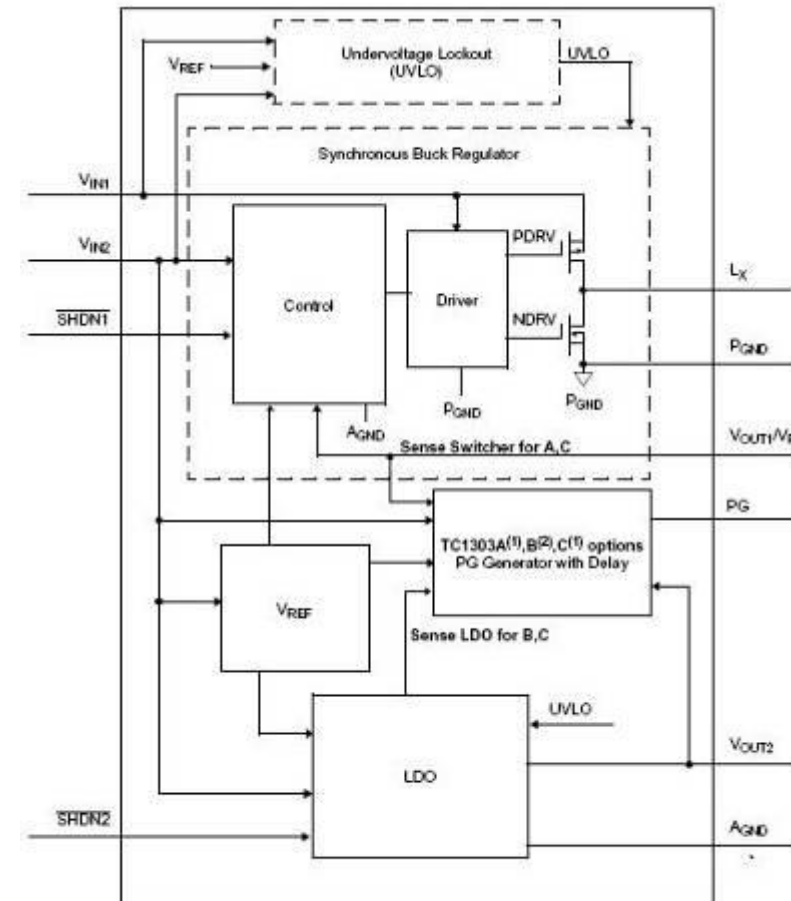 Undervoltage Lockout
(UVLO)
UVLO
VREF
Synchronous Buck Regulator
VIN1
VIN2
PDRV
LX
Control
Driver
SHDN1
NDRV
PGND
PGND
PGND
AGND
VOUT1/VF
Sense Switcher for A,C
PG
TC1303A(1),B(2),C(1) options
PG Generator with Delay
VREF
Sense LDO for B,C
UVLO
VOUT2
LDO
SHDN2
AGND